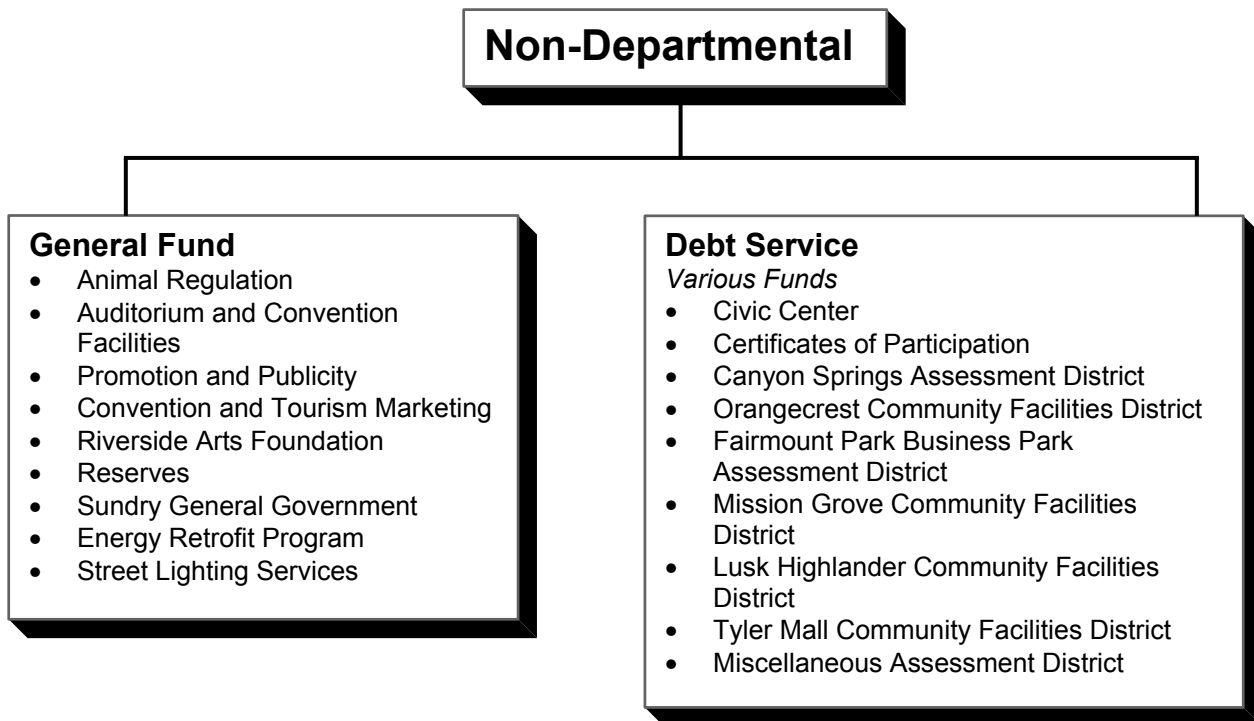 Non-Departmental
General Fund
• Animal Regulation
• Auditorium and Convention
Facilities
• Promotion and Publicity
• Convention and Tourism Marketing
• Riverside Arts Foundation
• Reserves
• Sundry General Government
• Energy Retrofit Program
• Street Lighting Services
Debt Service
Various Funds
• Civic Center
• Certificates of Participation
• Canyon Springs Assessment District
• Orangecrest Community Facilities District
• Fairmount Park Business Park
Assessment District
• Mission Grove Community Facilities
District
• Lusk Highlander Community Facilities
District
• Tyler Mall Community Facilities District
• Miscellaneous Assessment District